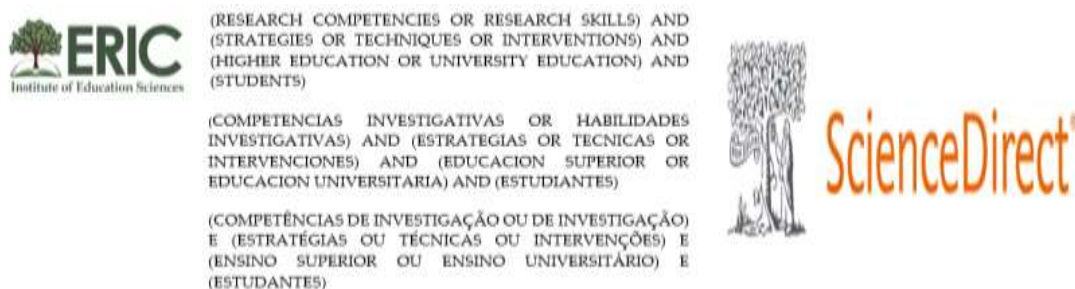 ERIC
Institute of Education Sciences
(RESEARCH COMPETENCIES OR RESEARCH SKILLS) AND
(STRATEGIES OR TECHNIQUES OR INTERVENTIONS) AND
(HIGHER EDUCATION OR UNIVERSITY EDUCATION) AND
(STUDENTS)
(COMPETENCIAS INVESTIGATIVAS OR HABILIDADES
INVESTIGATIVAS) AND (ESTRATEGIAS OR TECNICAS OR
INTERVENCIONES) AND (EDUCACION SUPERIOR OR
EDUCACION UNIVERSITARIA) AND (ESTUDIANTES)
(COMPETÊNCIAS DE INVESTIGAÇÃO OU DE INVESTIGAÇÃO)
E (ESTRATÉGIAS OU TÉCNICAS OU INTERVENÇÕES) E
(ENSINO SUPERIOR OU ENSINO UNIVERSITÁRIO) E
(ESTUDANTES)
ScienceDirect®